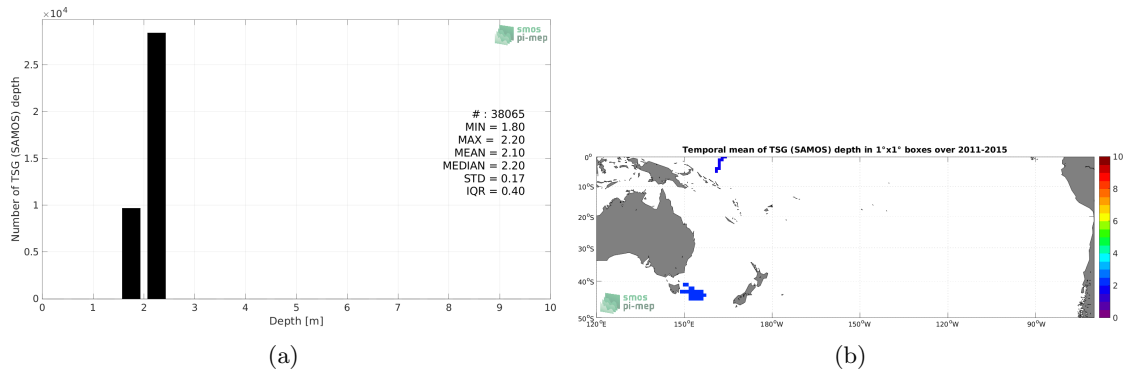 ×10⁴
smos
pi-mep
2.5
2
1.5
1
0.5
0
Number of TSG (SAMOS) depth
# : 38065
MIN = 1.80
MAX = 2.20
MEAN = 2.10
MEDIAN = 2.20
STD = 0.17
IQR = 0.40
0 1 2 3 4 5 6 7 8 9 10
Depth [m]
(a)
Temporal mean of TSG (SAMOS) depth in 1°x1° boxes over 2011-2015
0°
10°S
20°S
30°S
40°S
50°S
smos
pi-mep
120°E 150°E 180°W 150°W 120°W 90°W
10
8
6
4
2
0
(b)